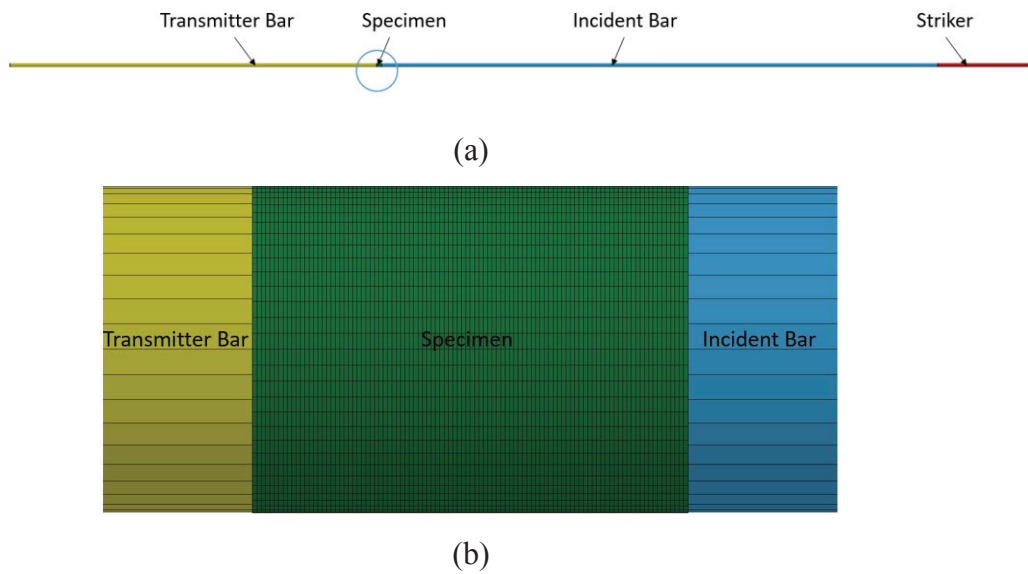 Transmitter Bar Specimen Incident Bar Striker
(a)
Transmitter Bar Specimen Incident Bar
(b)